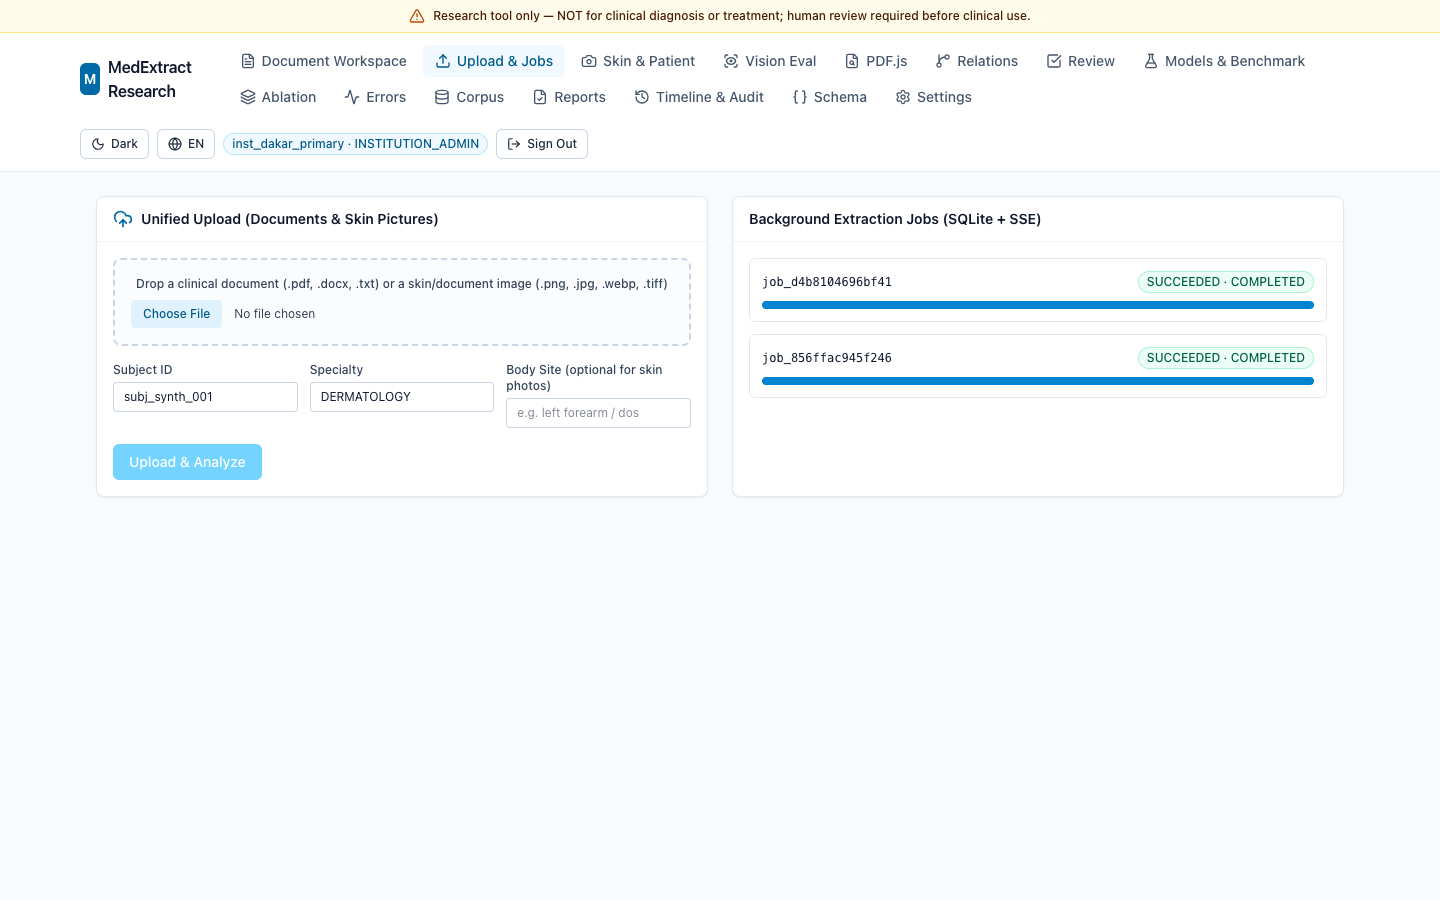 Research tool only — NOT for clinical diagnosis or treatment; human review required before clinical use.
M
MedExtract
Research
Document Workspace
Upload & Jobs
Skin & Patient
Vision Eval
PDF.js
Relations
Review
Models & Benchmark
Ablation
Errors
Corpus
Reports
Timeline & Audit
Schema
Settings
Dark
EN
inst_dakar_primary · INSTITUTION_ADMIN
Sign Out
Unified Upload (Documents & Skin Pictures)
Drop a clinical document (.pdf, .docx, .txt) or a skin/document image (.png, .jpg, .webp, .tiff)
Choose File No file chosen
Subject ID
subj_synth_001
Specialty
DERMATOLOGY
Body Site (optional for skin
photos)
e.g. left forearm / dos
Upload & Analyze
Background Extraction Jobs (SQLite + SSE)
job_d4b8104696bf41
SUCCEEDED · COMPLETED
job_856ffac945f246
SUCCEEDED · COMPLETED